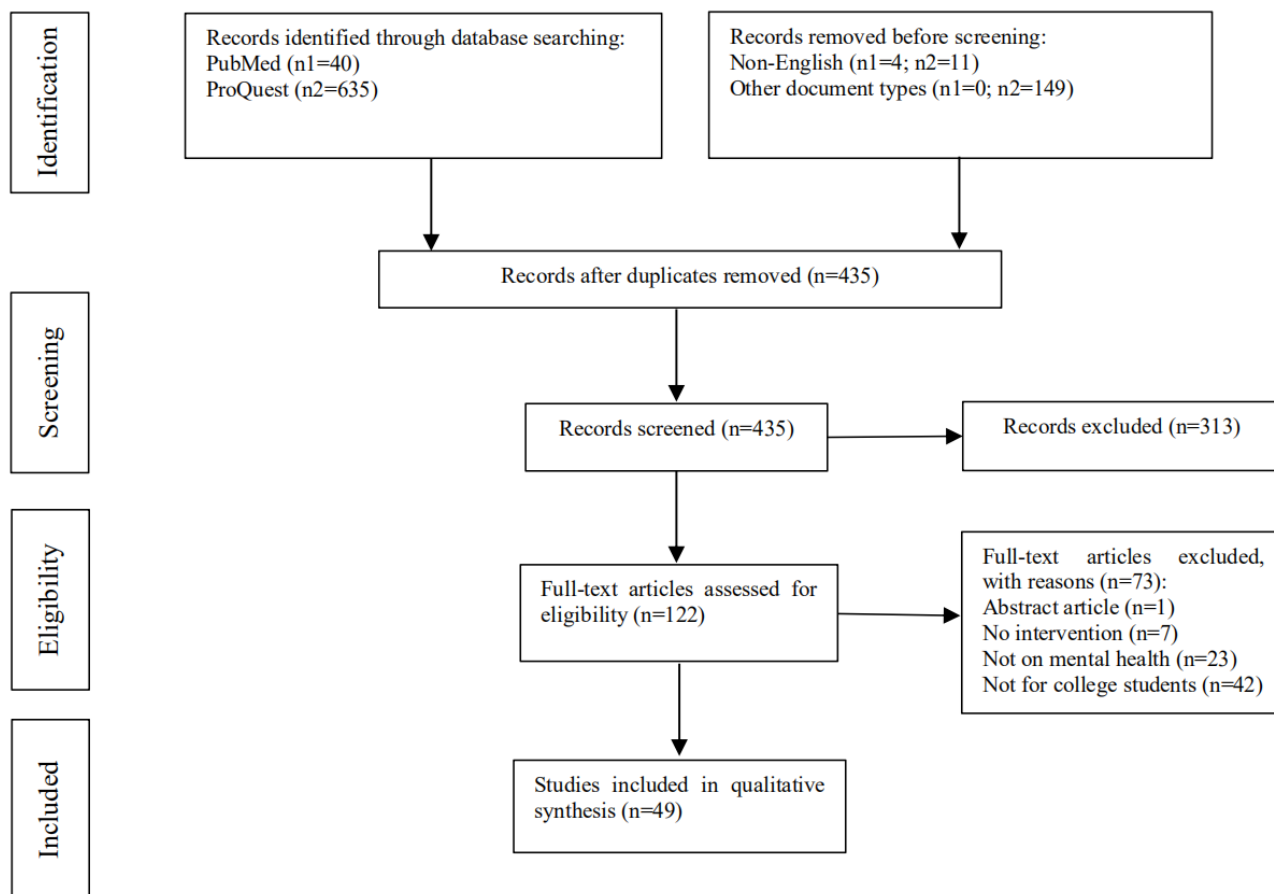 Identification
Records identified through database searching:
PubMed (n1=40)
ProQuest (n2=635)
Records removed before screening:
Non-English (n1=4; n2=11)
Other document types (n1=0; n2=149)
Records after duplicates removed (n=435)
Screening
Records screened (n=435)
Records excluded (n=313)
Eligibility
Full-text articles assessed for
eligibility (n=122)
Full-text articles excluded,
with reasons (n=73):
Abstract article (n=1)
No intervention (n=7)
Not on mental health (n=23)
Not for college students (n=42)
Included
Studies included in qualitative
synthesis (n=49)